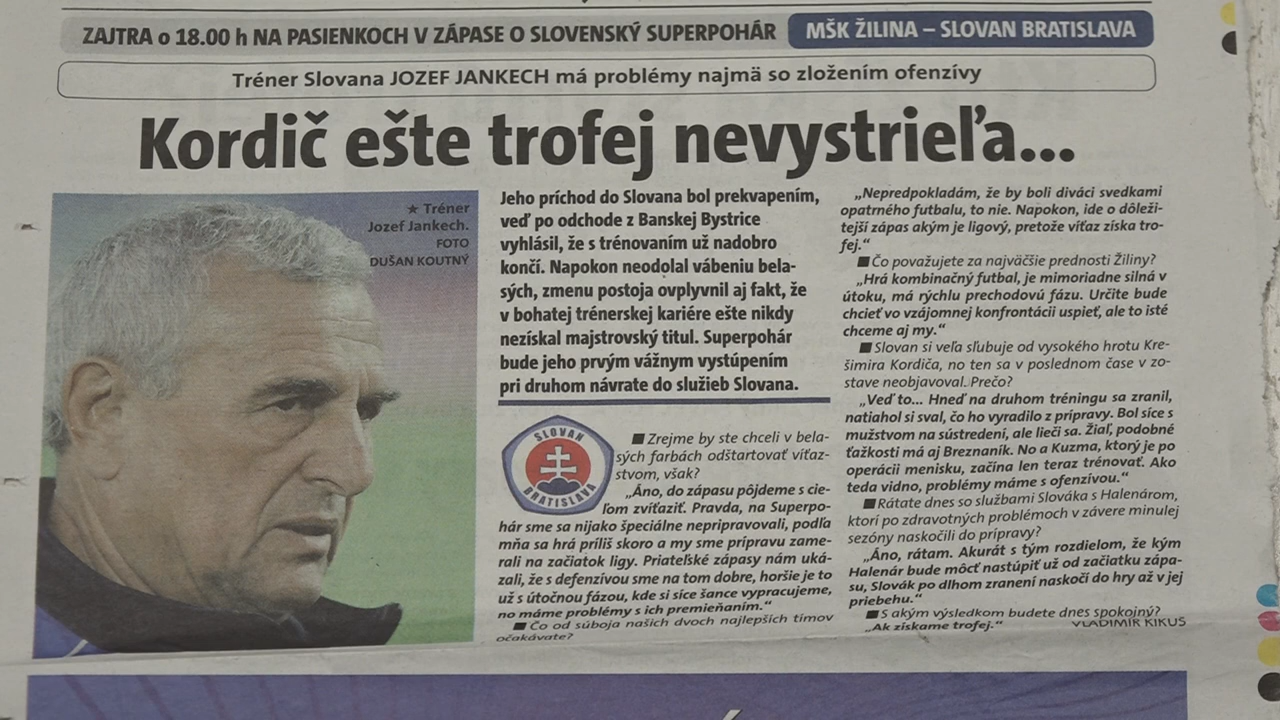 ZAJTRA o 18.00 h NA PASIENKOCH V ZÁPASE O SLOVENSKÝ SUPERPOHÁR
MŠK ŽILINA – SLOVAN BRATISLAVA
Tréner Slovana JOZEF JANKECH má problémy najmä so zložením ofenzívy
Kordič ešte trofej nevystrieľa...
★ Tréner
Jozef Jankech.
FOTO
DUŠAN KOUTNÝ
Jeho príchod do Slovana bol prekvapením,
veď po odchode z Banskej Bystrice
vyhlásil, že s trénovaním už nadobro
končí. Napokon neodolal vábeniu bela-
sých, zmenu postoja ovplyvnil aj fakt, že
v bohatej trénerskej kariére ešte nikdy
nezískal majstrovský titul. Superpohár
bude jeho prvým vážnym vystúpením
pri druhom návrate do služieb Slovana.
SLOVAN
BRATISLAVA
■ Zrejme by ste chceli v bela-
sých farbách odštartovať víťaz-
stvom, však?
„Áno, do zápasu pôjdeme s cie-
ľom zvíťaziť. Pravda, na Superpo-
hár sme sa nijako špeciálne nepripravovali, podľa
mňa sa hrá príliš skoro a my sme prípravu zame-
rali na začiatok ligy. Priateľské zápasy nám uká-
zali, že s defenzívou sme na tom dobre, horšie je to
už s útočnou fázou, kde si síce šance vypracujeme,
no máme problémy s ich premieňaním.“
■ Čo od súboja našich dvoch najlepších tímov
očakávate?
„Nepredpokladám, že by boli diváci svedkami
opatrného futbalu, to nie. Napokon, ide o dôleži-
tejší zápas akým je ligový, pretože víťaz získa tro-
fej.“
■ Čo považujete za najväčšie prednosti Žiliny?
„Hrá kombinačný futbal, je mimoriadne silná v
útoku, má rýchlu prechodovú fázu. Určite bude
chcieť vo vzájomnej konfrontácii uspieť, ale to isté
chceme aj my.“
■ Slovan si veľa sľubuje od vysokého hrotu Kre-
šimira Kordiča, no ten sa v poslednom čase v zo-
stave neobjavoval. Prečo?
„Veď to... Hneď na druhom tréningu sa zranil,
natiahol si sval, čo ho vyradilo z prípravy. Bol síce s
mužstvom na sústredení, ale lieči sa. Žiaľ, podobné
ťažkosti má aj Breznaník. No a Kuzma, ktorý je po
operácii menisku, začína len teraz trénovať. Ako
teda vidno, problémy máme s ofenzívou.“
■ Rátate dnes so službami Slováka s Halenárom,
ktorí po zdravotných problémoch v závere minulej
sezóny naskočili do prípravy?
„Áno, rátam. Akurát s tým rozdielom, že kým
Halenár bude môcť nastúpiť už od začiatku zápa-
su, Slovák po dlhom zranení naskočí do hry až v jej
priebehu.“
■ S akým výsledkom budete dnes spokojný?
„Ak získame trofej.“ VLADIMÍR KIKUŠ